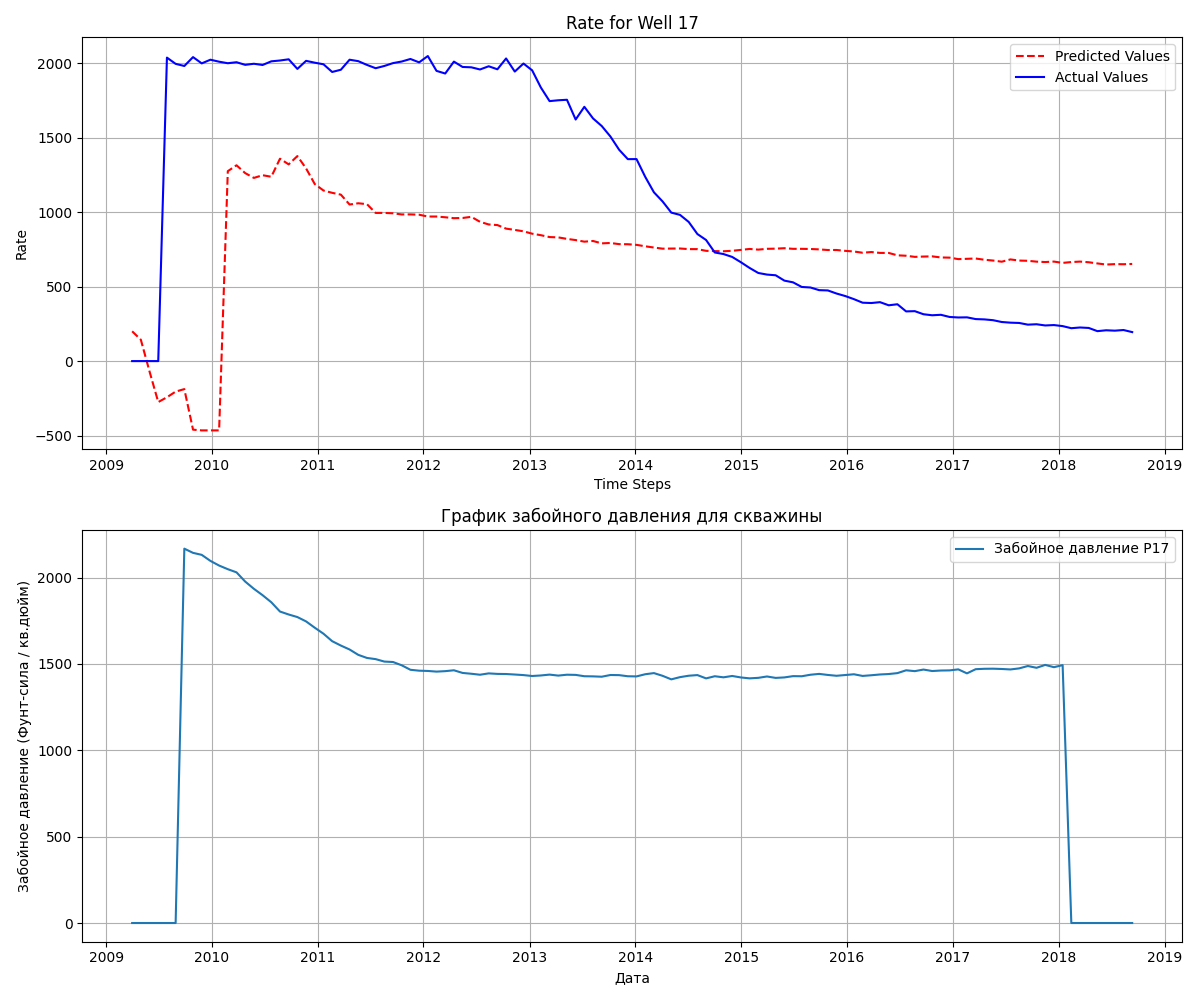 Rate for Well 17
Predicted Values
Actual Values
2000
1500
1000
500
0
−500
Rate
2009 2010 2011 2012 2013 2014 2015 2016 2017 2018 2019
Time Steps
График забойного давления для скважины
Забойное давление P17
2000
1500
1000
500
0
Забойное давление (Фунт-сила / кв.дюйм)
2009 2010 2011 2012 2013 2014 2015 2016 2017 2018 2019
Дата